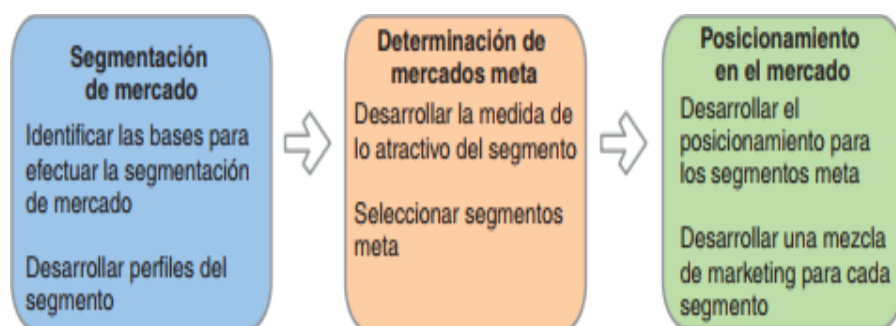 Segmentación
de mercado
Identificar las bases para
efectuar la segmentación
de mercado
Desarrollar perfiles del
segmento
Determinación de
mercados meta
Desarrollar la medida de
lo atractivo del segmento
Seleccionar segmentos
meta
Posicionamiento
en el mercado
Desarrollar el
posicionamiento para
los segmentos meta
Desarrollar una mezcla
de marketing para cada
segmento